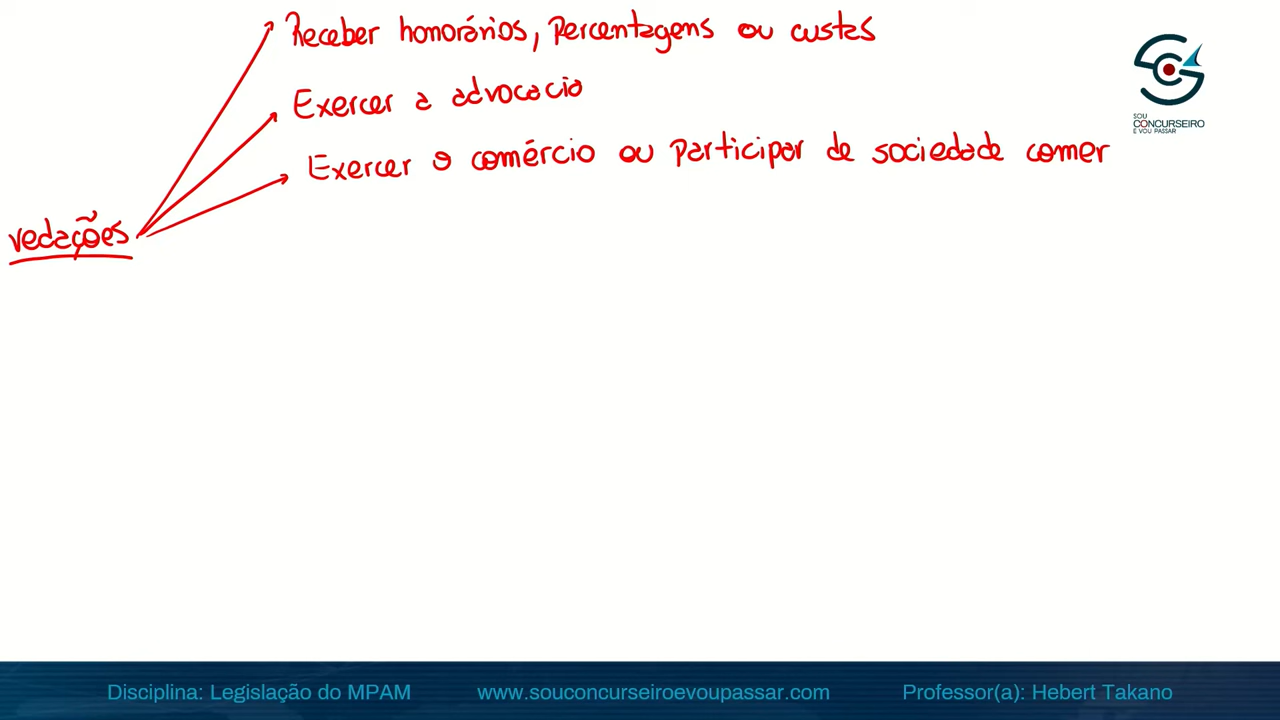 Receber honorários, Percentagens ou custas
Exercer a advocacia
Exercer o comércio ou participar de sociedade comer
vedações
SOU
CONCURSEIRO
E VOU PASSAR
Disciplina: Legislação do MPAM www.souconcurseiroevoupassar.com Professor(a): Hebert Takano